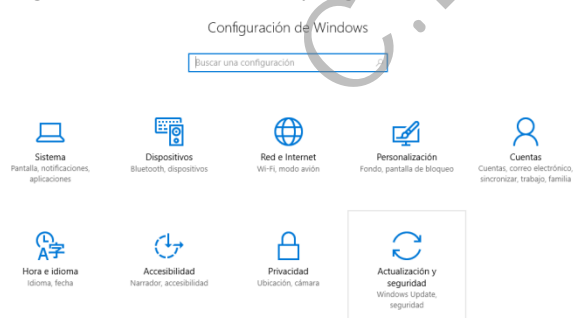 Configuración de Windows
Buscar una configuración
Sistema
Pantalla, notificaciones,
aplicaciones
Dispositivos
Bluetooth, dispositivos
Red e Internet
Wi-Fi, modo avión
Personalización
Fondo, pantalla de bloqueo
Cuentas
Cuentas, correo electrónico,
sincronizar, trabajo, familia
Hora e idioma
Idioma, fecha
Accesibilidad
Narrador, accesibilidad
Privacidad
Ubicación, cámara
Actualización y
seguridad
Windows Update,
seguridad